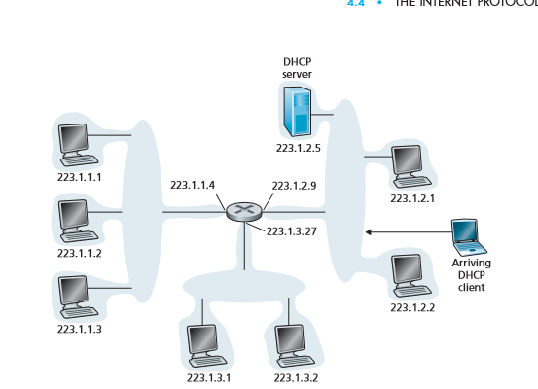 4.4 • THE INTERNET PROTOCOL
DHCP
server
223.1.2.5
223.1.1.1
223.1.1.4
223.1.2.9
223.1.2.1
223.1.3.27
223.1.1.2
Arriving
DHCP
client
223.1.2.2
223.1.1.3
223.1.3.1
223.1.3.2